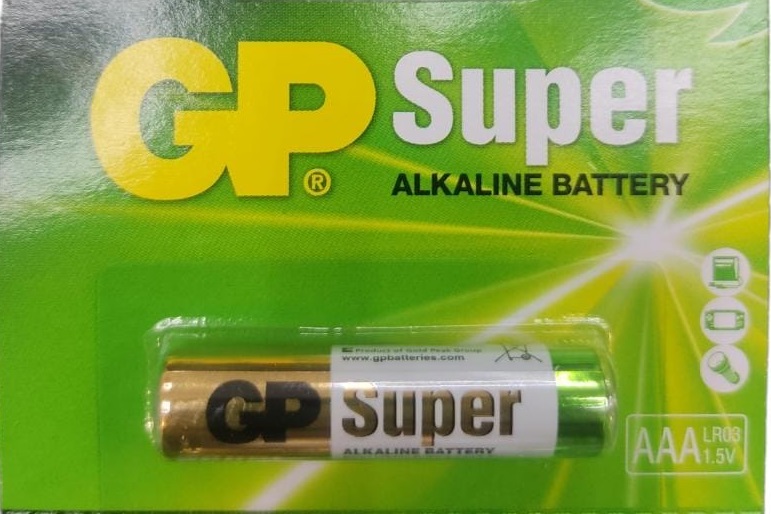 GP® Super
ALKALINE BATTERY
Product of Gold Peak Group
www.gpbatteries.com
GP Super
ALKALINE BATTERY
AAA LR03
1.5V